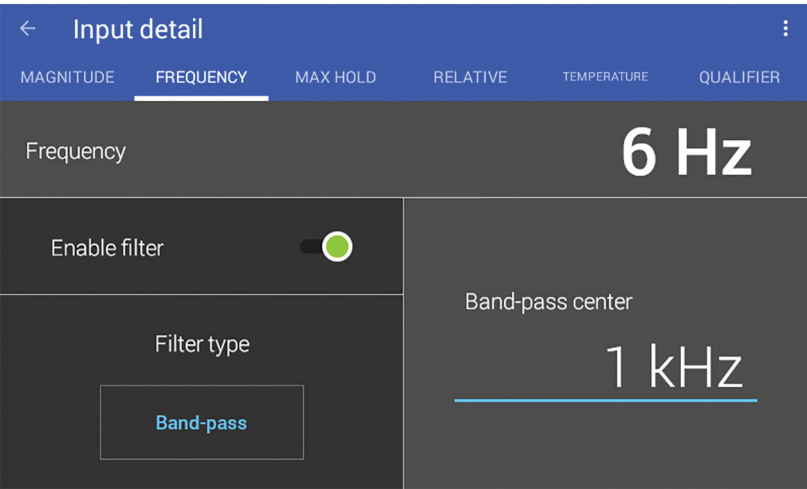 Input detail
MAGNITUDE FREQUENCY MAX HOLD RELATIVE TEMPERATURE QUALIFIER
Frequency 6 Hz
Enable filter
Band-pass center
Filter type
1 kHz
Band-pass